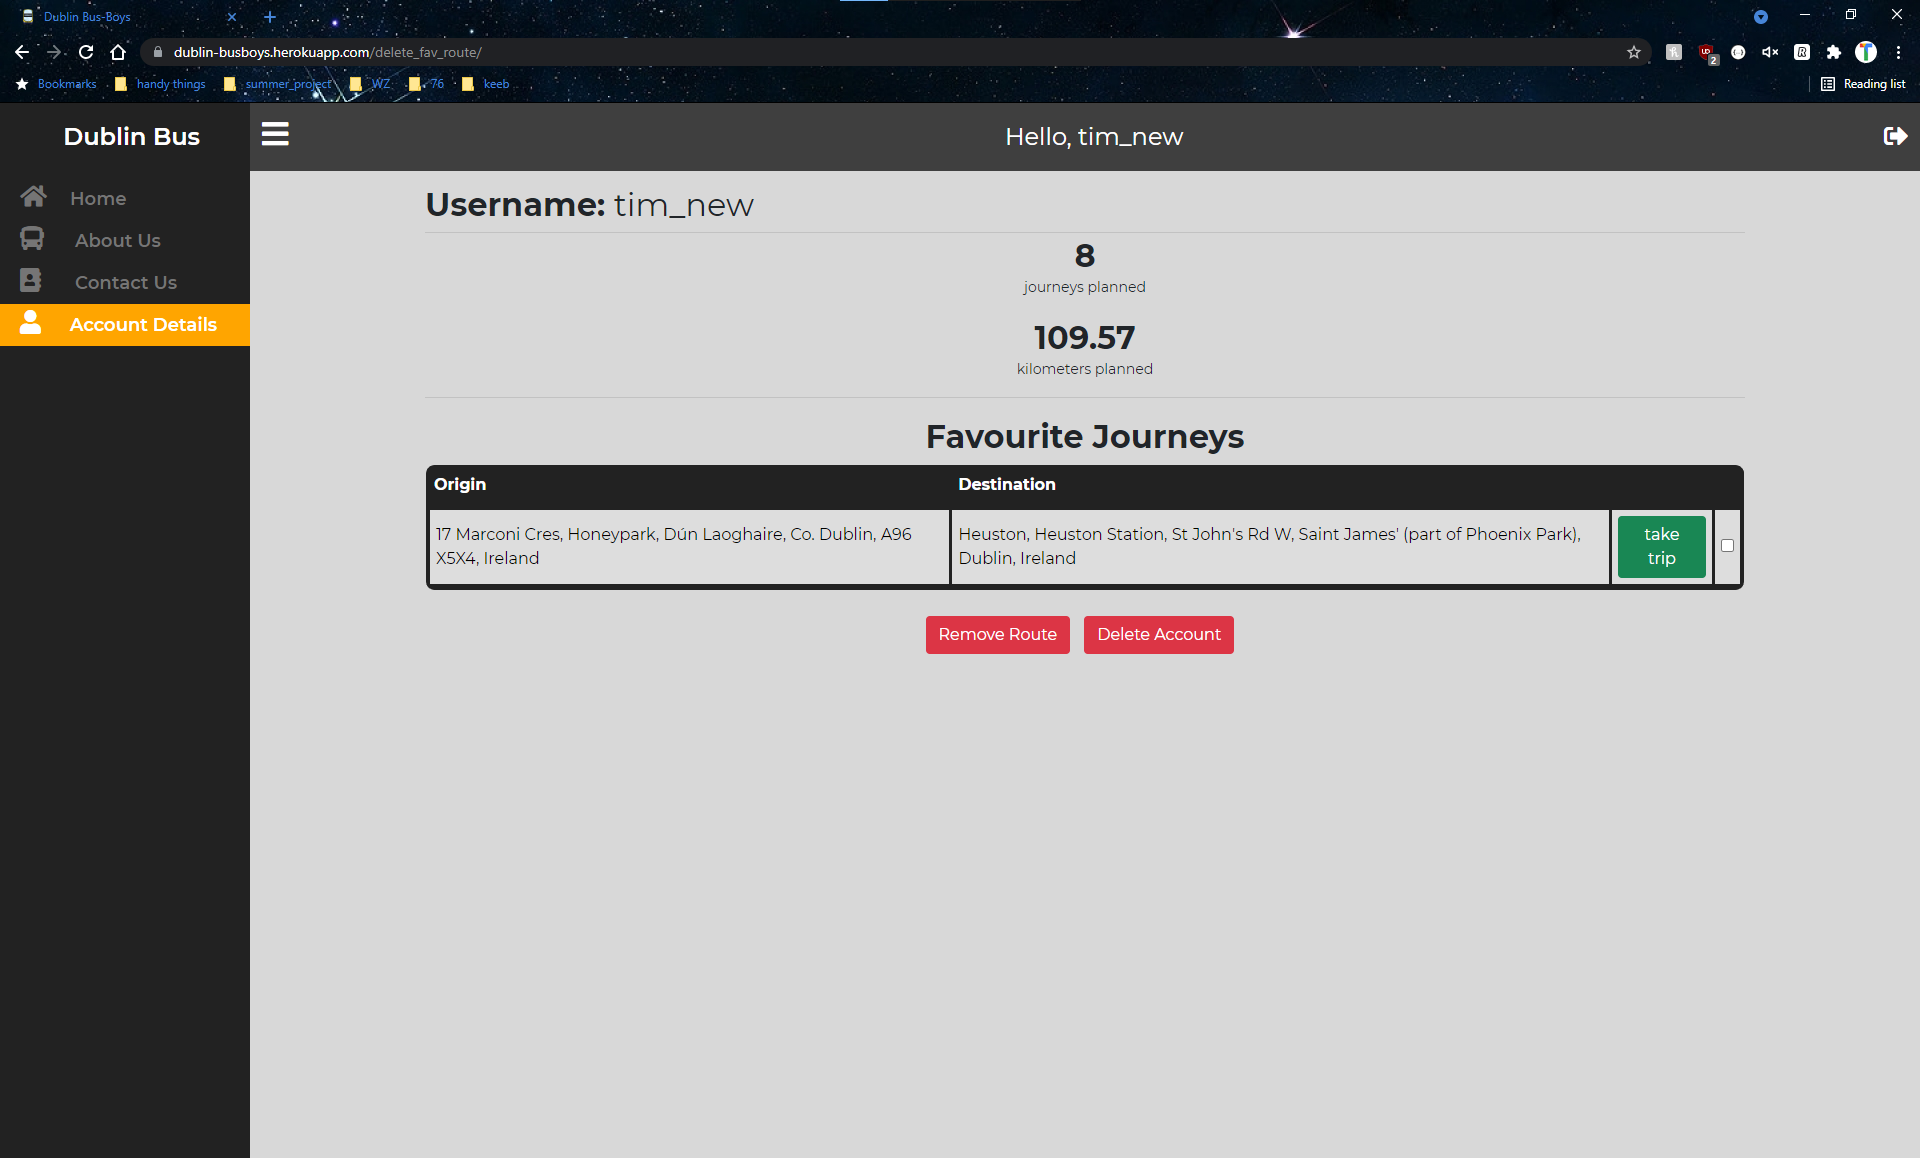 Dublin Bus-Boys
dublin-busboys.herokuapp.com/delete_fav_route/
2
Bookmarks handy things summer_project WZ 76 keeb
Reading list
Dublin Bus
Hello, tim_new
Home
About Us
Contact Us
Account Details
Username: tim_new
8
journeys planned
109.57
kilometers planned
Favourite Journeys
Origin Destination
17 Marconi Cres, Honeypark, Dún Laoghaire, Co. Dublin, A96
X5X4, Ireland
Heuston, Heuston Station, St John's Rd W, Saint James' (part of Phoenix Park),
Dublin, Ireland
take
trip
Remove Route Delete Account